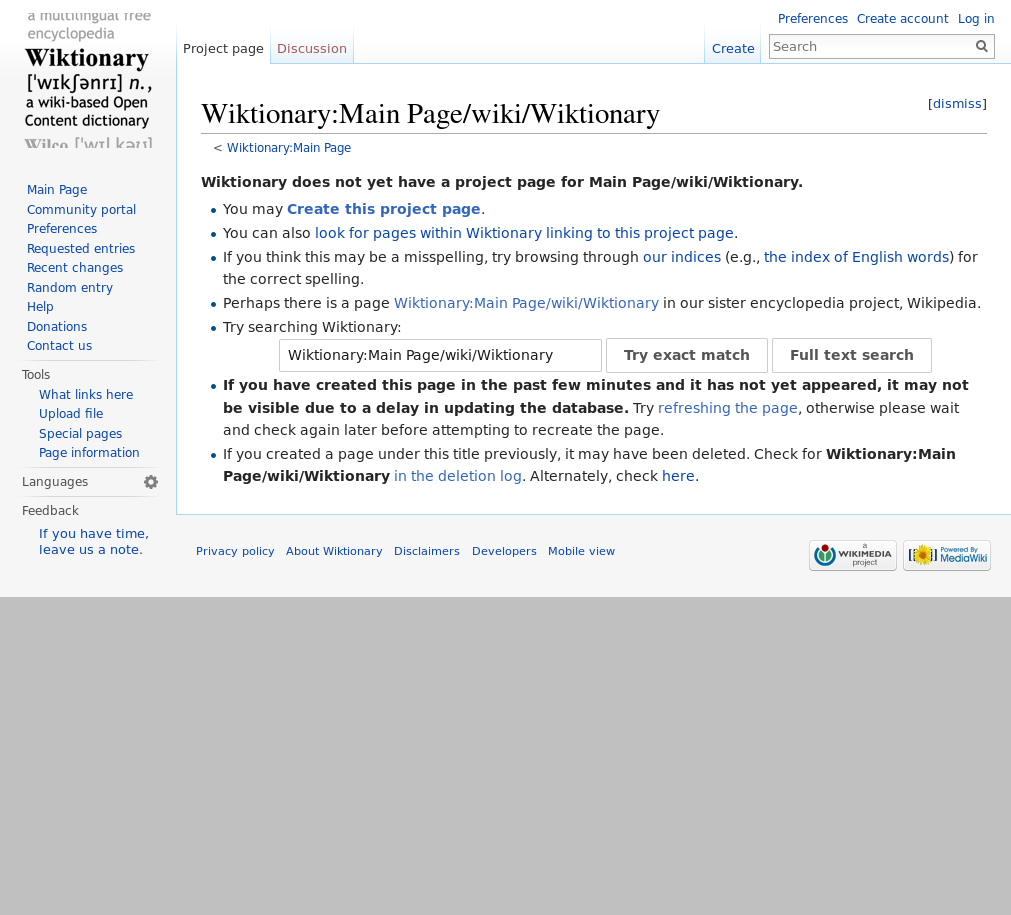 a multilingual free
encyclopedia
Wiktionary
[ˈwɪkʃənrɪ] n.,
a wiki-based Open
Content dictionary
Wilco [ˈwɪl kəʊ]
Main Page
Community portal
Preferences
Requested entries
Recent changes
Random entry
Help
Donations
Contact us
Tools
What links here
Upload file
Special pages
Page information
Languages
Feedback
If you have time,
leave us a note.
Preferences Create account Log in
Project page Discussion Create Search
Wiktionary:Main Page/wiki/Wiktionary [dismiss]
< Wiktionary:Main Page
Wiktionary does not yet have a project page for Main Page/wiki/Wiktionary.
You may Create this project page.
You can also look for pages within Wiktionary linking to this project page.
If you think this may be a misspelling, try browsing through our indices (e.g., the index of English words) for
the correct spelling.
Perhaps there is a page Wiktionary:Main Page/wiki/Wiktionary in our sister encyclopedia project, Wikipedia.
Try searching Wiktionary:
Wiktionary:Main Page/wiki/Wiktionary Try exact match Full text search
If you have created this page in the past few minutes and it has not yet appeared, it may not
be visible due to a delay in updating the database. Try refreshing the page, otherwise please wait
and check again later before attempting to recreate the page.
If you created a page under this title previously, it may have been deleted. Check for Wiktionary:Main
Page/wiki/Wiktionary in the deletion log. Alternately, check here.
Privacy policy About Wiktionary Disclaimers Developers Mobile view
a
WIKIMEDIA
project
Powered By
MediaWiki